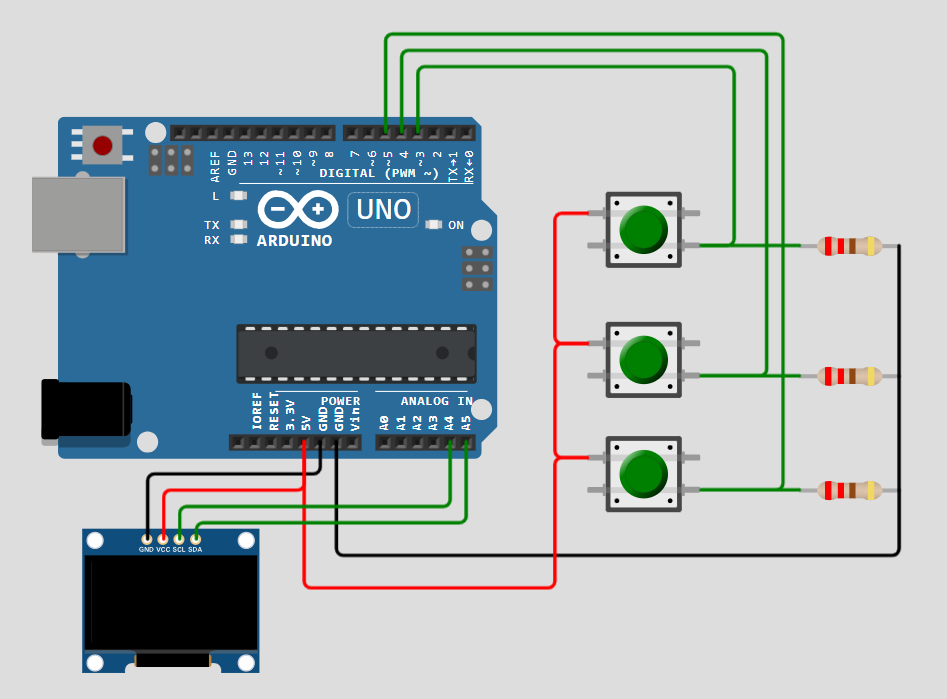 AREF
GND
13
12
~11
~10
~9
8
7
~6
~5
4
~3
2
TX→1
RX←0
DIGITAL (PWM ~)
L
TX
RX
UNO
ON
ARDUINO
POWER
ANALOG IN
IOREF
RESET
3.3V
5V
GND
GND
Vin
A0
A1
A2
A3
A4
A5
GND VCC SCL SDA